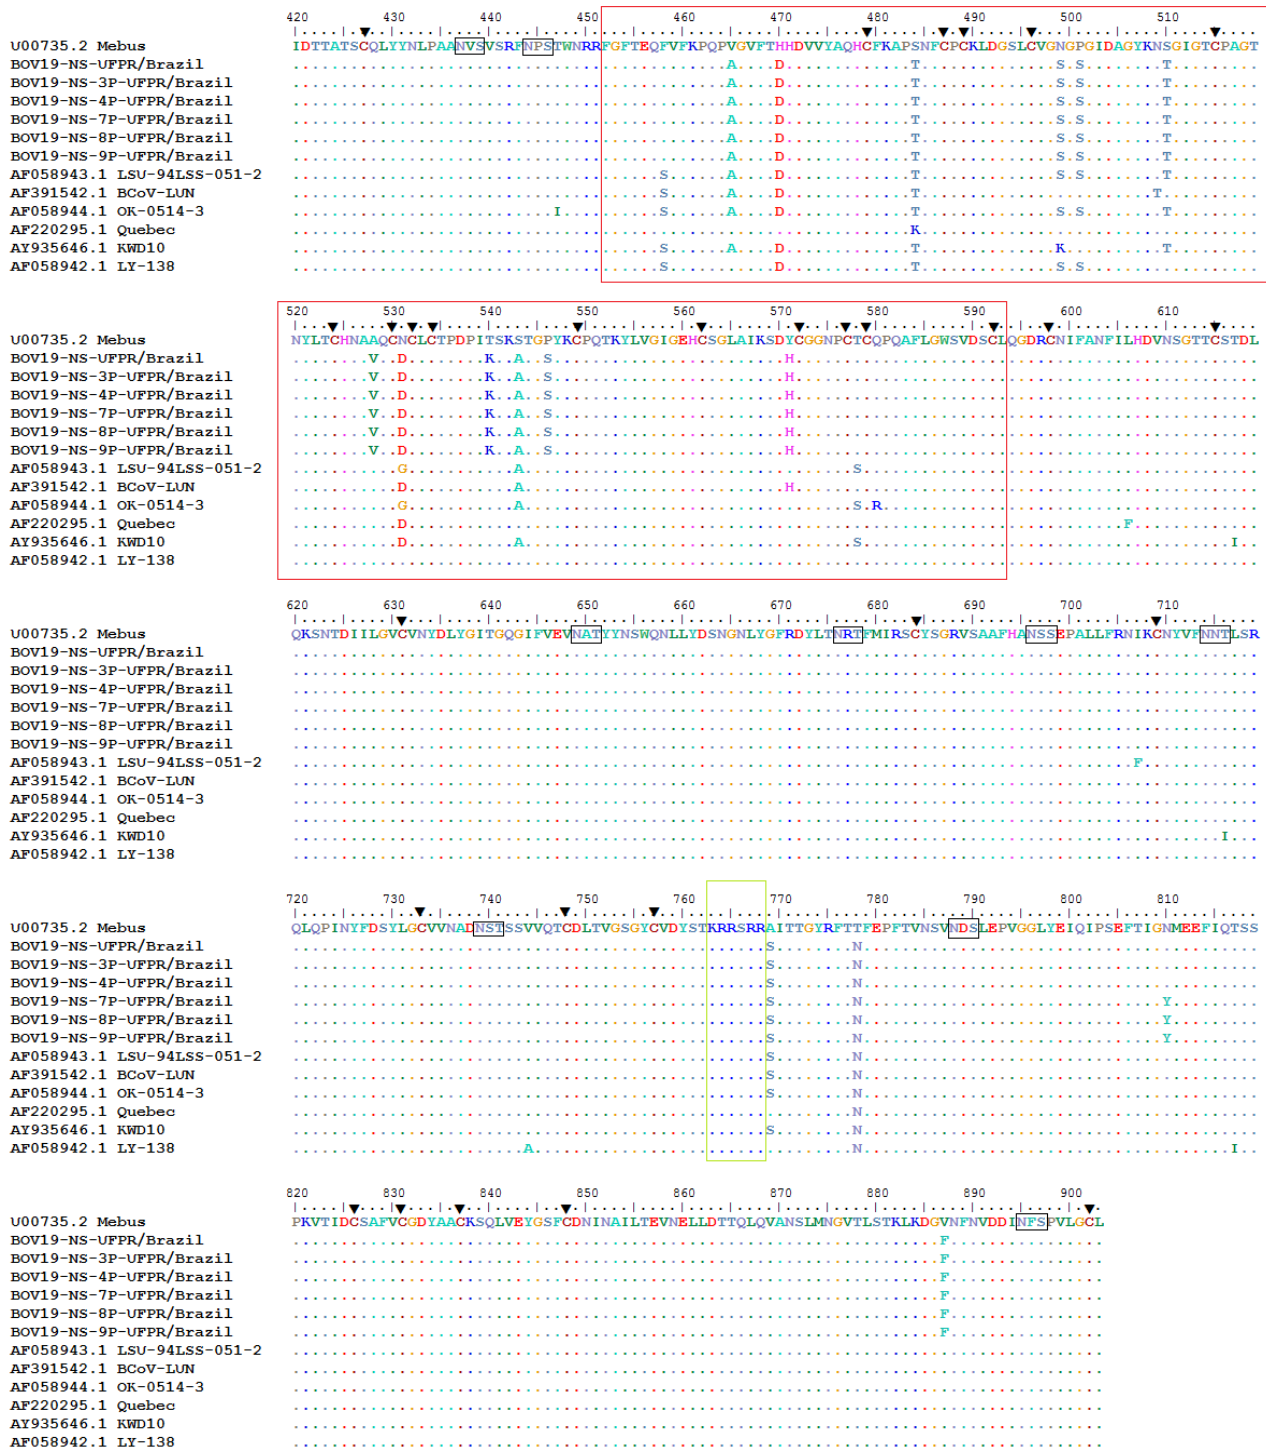 420 430 440 450 460 470 480 490 500 510
U00735.2 Mebus IDTTATSCQLYYNLPAANVSVSRFNPSTWNRRFGFTEQFVFKPQPVGVFTHHDVVYAQHCFKAPSNFCPCKLDGSLCVGNGPGIDAGYKNSGIGTCPAGT
BOV19-NS-UFPR/Brazil A D T S S T
BOV19-NS-3P-UFPR/Brazil A D T S S T
BOV19-NS-4P-UFPR/Brazil A D T S S T
BOV19-NS-7P-UFPR/Brazil A D T S S T
BOV19-NS-8P-UFPR/Brazil A D T S S T
BOV19-NS-9P-UFPR/Brazil A D T S S T
AF058943.1 LSU-94LSS-051-2 S A D T S S T
AF391542.1 BCoV-LUN S A D T T
AF058944.1 OK-0514-3 I S A D T S S T
AF220295.1 Quebec K
AY935646.1 KWD10 S A D T K T
AF058942.1 LY-138 S D T S S
520 530 540 550 560 570 580 590 600 610
U00735.2 Mebus NYLTCHNAAQCNCLCTPDPITSKSTGPYKCPQTKYLVGIGEHCSGLAIKSDYCGGNPCTCQPQAFLGWSVDSCLQGDRCNIFANFILHDVNSGTTCSTDL
BOV19-NS-UFPR/Brazil V D K A S H
BOV19-NS-3P-UFPR/Brazil V D K A S H
BOV19-NS-4P-UFPR/Brazil V D K A S H
BOV19-NS-7P-UFPR/Brazil V D K A S H
BOV19-NS-8P-UFPR/Brazil V D K A S H
BOV19-NS-9P-UFPR/Brazil V D K A S H
AF058943.1 LSU-94LSS-051-2 G A S
AF391542.1 BCoV-LUN D A H
AF058944.1 OK-0514-3 G A S R
AF220295.1 Quebec D F
AY935646.1 KWD10 D A S I
AF058942.1 LY-138
620 630 640 650 660 670 680 690 700 710
U00735.2 Mebus QKSNTDIILGVCVNYDLYGITGQGIFVEVNATYYNSWQNLLYDSNGNLYGFRDYLTNRTFMIRSCYSGRVSAAFHANSSEPALLFRNIKCNYVFNNTLSR
BOV19-NS-UFPR/Brazil
BOV19-NS-3P-UFPR/Brazil
BOV19-NS-4P-UFPR/Brazil
BOV19-NS-7P-UFPR/Brazil
BOV19-NS-8P-UFPR/Brazil
BOV19-NS-9P-UFPR/Brazil
AF058943.1 LSU-94LSS-051-2 F
AF391542.1 BCoV-LUN
AF058944.1 OK-0514-3
AF220295.1 Quebec
AY935646.1 KWD10 I
AF058942.1 LY-138
720 730 740 750 760 770 780 790 800 810
U00735.2 Mebus QLQPINYFDSYLGCVVNADNSTSSVVQTCDLTVGSGYCVDYSTKRRSRRAITTGYRFTTFEPFTVNSVNDSLEPVGGLYEIQIPSEFTIGNMEEFIQTSS
BOV19-NS-UFPR/Brazil S N
BOV19-NS-3P-UFPR/Brazil S N
BOV19-NS-4P-UFPR/Brazil S N
BOV19-NS-7P-UFPR/Brazil S N Y
BOV19-NS-8P-UFPR/Brazil S N Y
BOV19-NS-9P-UFPR/Brazil S N Y
AF058943.1 LSU-94LSS-051-2 S N
AF391542.1 BCoV-LUN S N
AF058944.1 OK-0514-3 S N
AF220295.1 Quebec
AY935646.1 KWD10 S N
AF058942.1 LY-138 A N I
820 830 840 850 860 870 880 890 900
U00735.2 Mebus PKVTIDCSAFVCGDYAACKSQLVEYGSFCDNINAILTEVNELLDTTQLQVANSLMNGVTLSTKLKDGVNFNVDDINFSPVLGCL
BOV19-NS-UFPR/Brazil F
BOV19-NS-3P-UFPR/Brazil F
BOV19-NS-4P-UFPR/Brazil F
BOV19-NS-7P-UFPR/Brazil F
BOV19-NS-8P-UFPR/Brazil F
BOV19-NS-9P-UFPR/Brazil F
AF058943.1 LSU-94LSS-051-2
AF391542.1 BCoV-LUN
AF058944.1 OK-0514-3
AF220295.1 Quebec
AY935646.1 KWD10
AF058942.1 LY-138